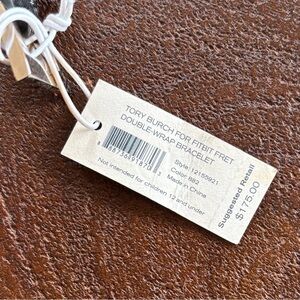 TORY BURCH FOR FITBIT FRET
DOUBLE-WRAP BRACELET
Style: 12150921
Color: 883
Made in China
Not intended for children 12 and under
Suggested Retail
$175.00